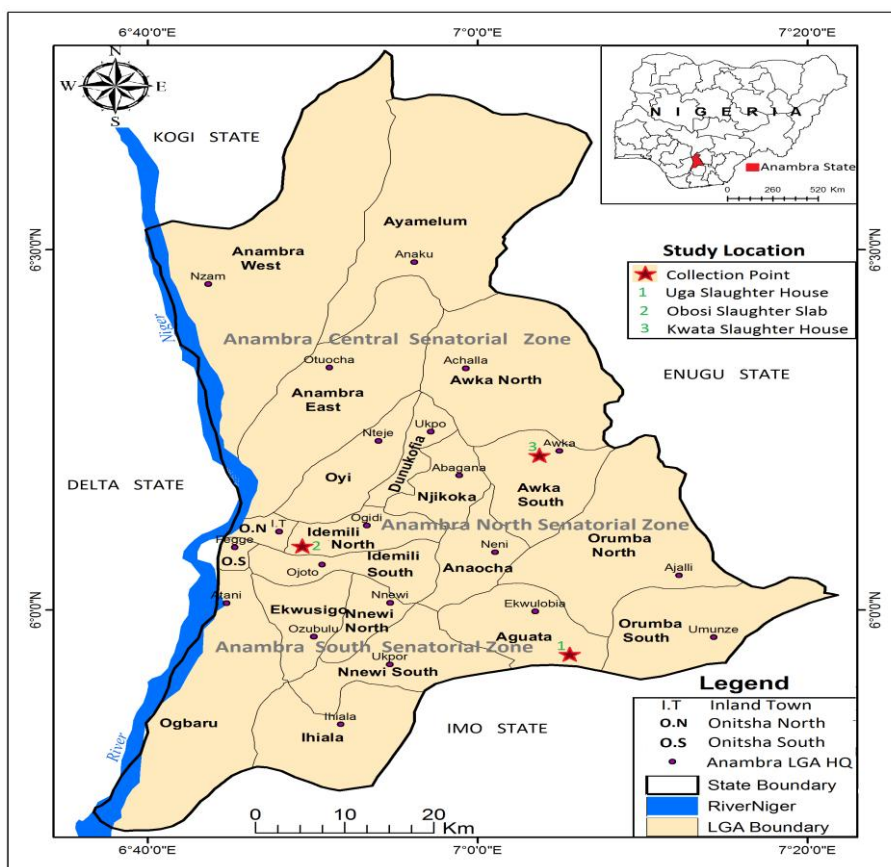 6°40'0"E
7°0'0"E
7°20'0"E
N
W
E
S
KOGI STATE
NIGERIA
Anambra State
0 260 520 Km
6°30'0"N
6°30'0"N
Ayamelum
Anaku
Anambra
West
Nzam
Niger
Study Location
Collection Point
1 Uga Slaughter House
2 Obosi Slaughter Slab
3 Kwata Slaughter House
Anambra Central Senatorial Zone
Otuocha
Achalla
Awka North
Anambra
East
ENUGU STATE
Nteje
Ukpo
Dunukofia
3
Awka
Oyi
Abagana
Njikoka
Awka
South
DELTA STATE
O.N
I.T
Ogidi
Idemili
North
2
Anambra North Senatorial Zone
Orumba
North
Fegge
O.S
Idemili
South
Neni
Anaocha
Ojoto
Ajalli
6°0'0"N
6°0'0"N
Atani
Ekwusigo
Nnewi
Nnewi
North
Ekwulobia
Aguata
Orumba
South
Umunze
Ozubulu
Anambra South Senatorial Zone
1
Ukpor
Nnewi South
Ogbaru
Ihiala
Ihiala
IMO STATE
River
Legend
I.T Inland Town
O.N Onitsha North
O.S Onitsha South
Anambra LGA HQ
State Boundary
RiverNiger
LGA Boundary
0 5 10 20
Km
6°40'0"E
7°0'0"E
7°20'0"E